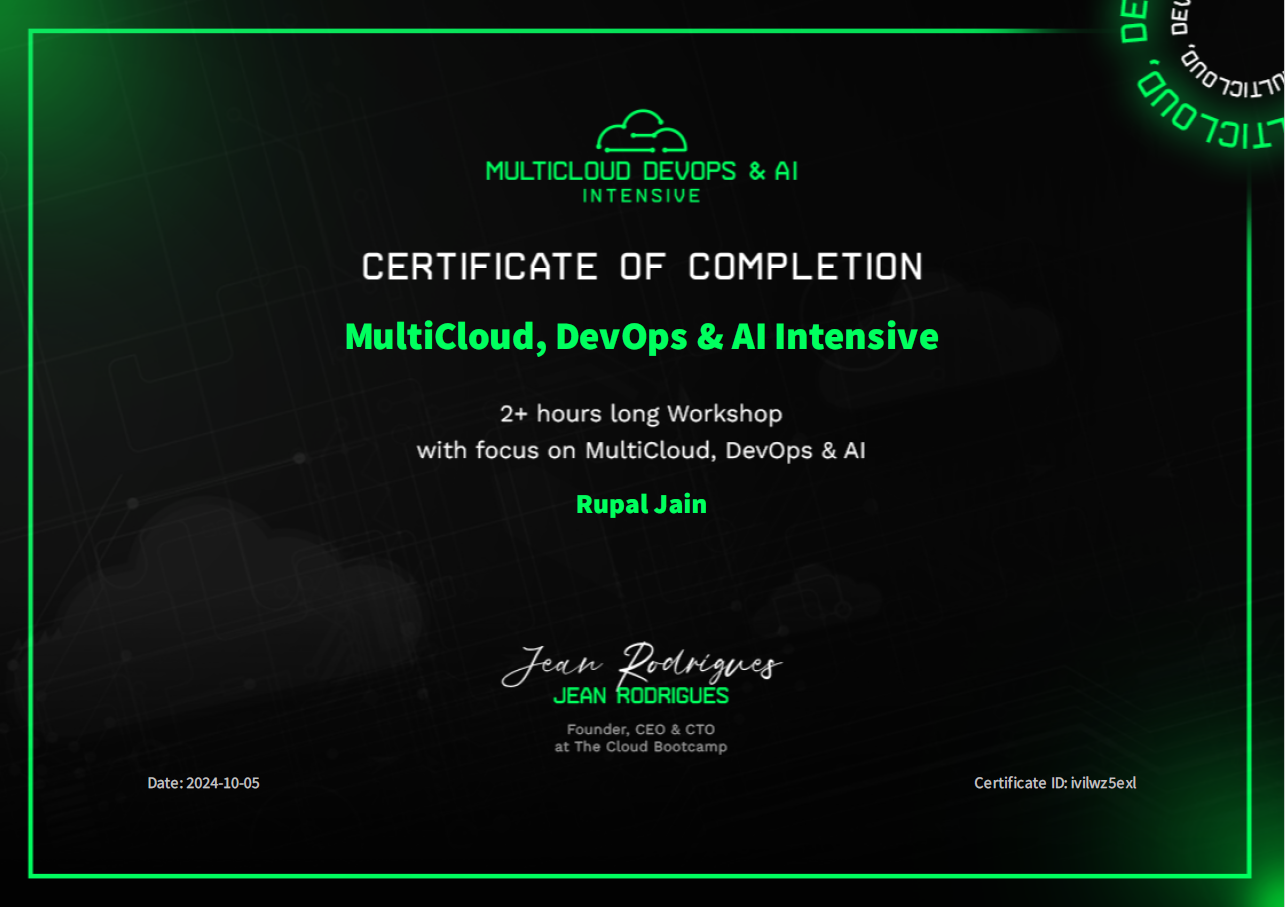 MULTICLOUD DEVOPS & AI
INTENSIVE
CERTIFICATE OF COMPLETION
MultiCloud, DevOps & AI Intensive
2+ hours long Workshop
with focus on MultiCloud, DevOps & AI
Rupal Jain
Jean Rodrigues
JEAN RODRIGUES
Founder, CEO & CTO
at The Cloud Bootcamp
Date: 2024-10-05
Certificate ID: ivilwz5exl